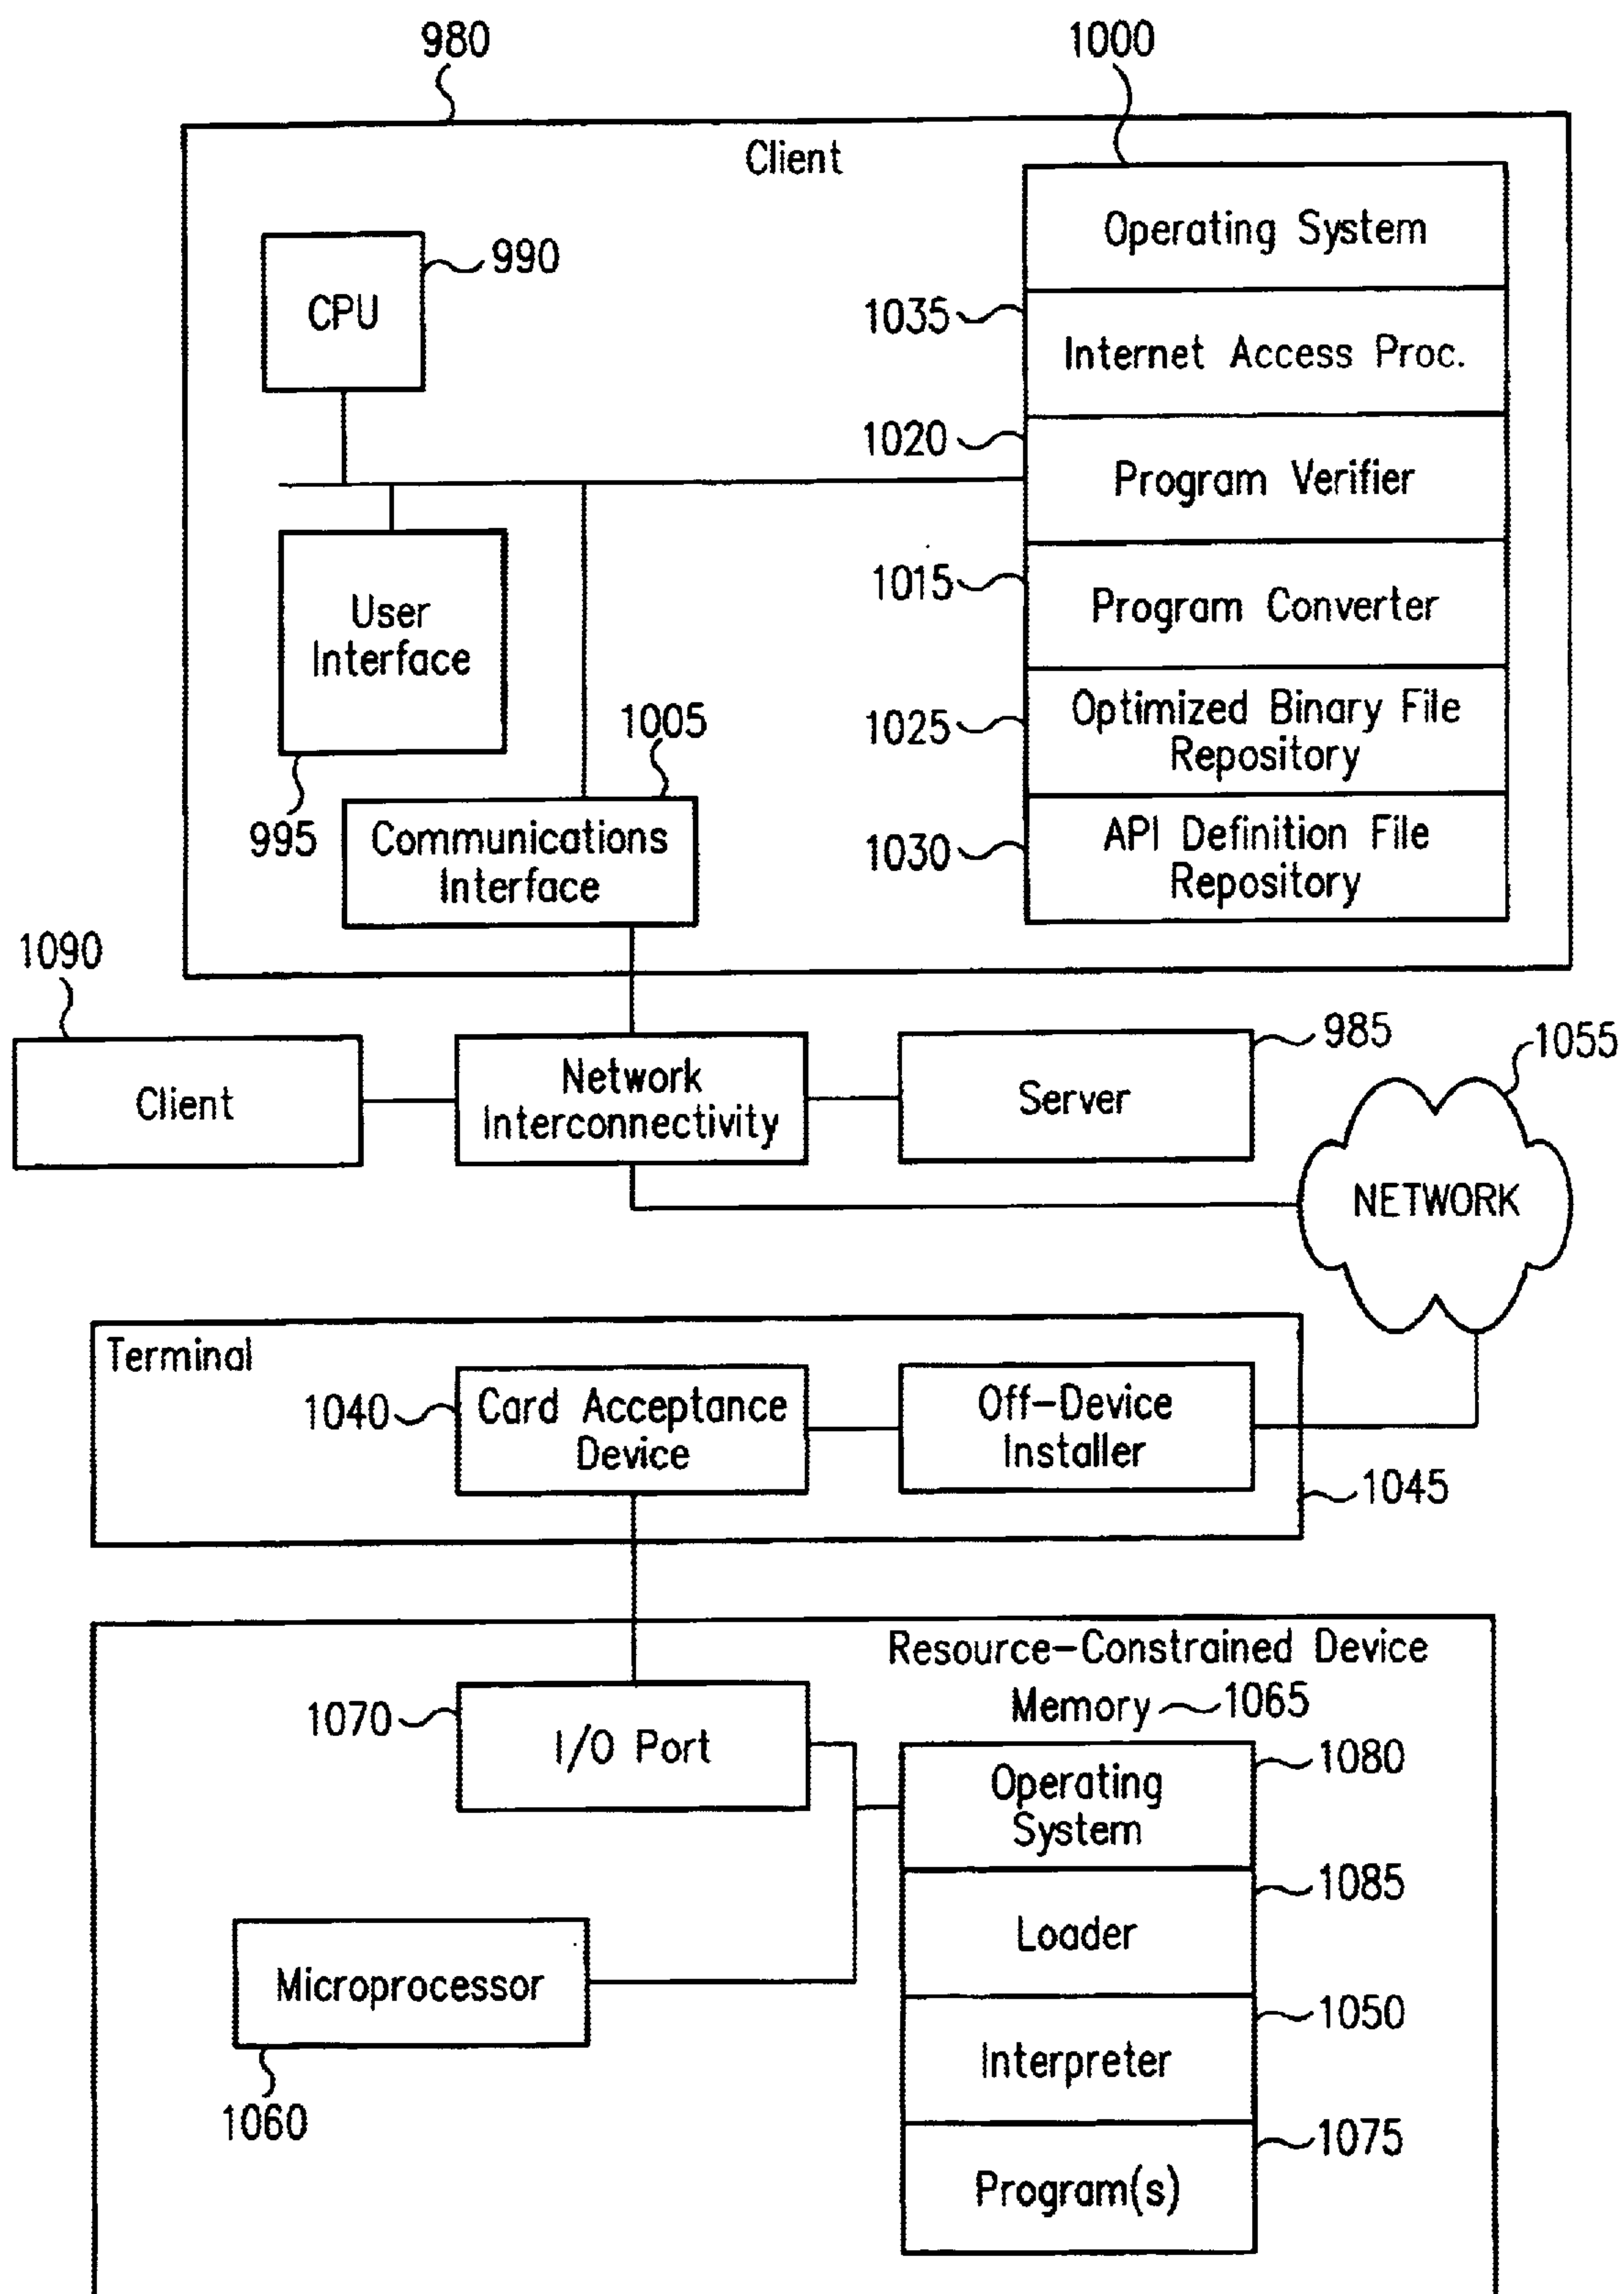 980
1000
Client
Operating System
990
CPU
1035
Internet Access Proc.
1020
Program Verifier
1015
Program Converter
User
Interface
1025
Optimized Binary File
Repository
1005
995
Communications
Interface
1030
API Definition File
Repository
1090
985
1055
Client
Network
Interconnectivity
Server
NETWORK
Terminal
1040
Card Acceptance
Device
Off-Device
Installer
1045
Resource-Constrained Device
Memory
1065
1070
I/O Port
1080
Operating
System
1085
Loader
Microprocessor
1050
Interpreter
1060
1075
Program(s)